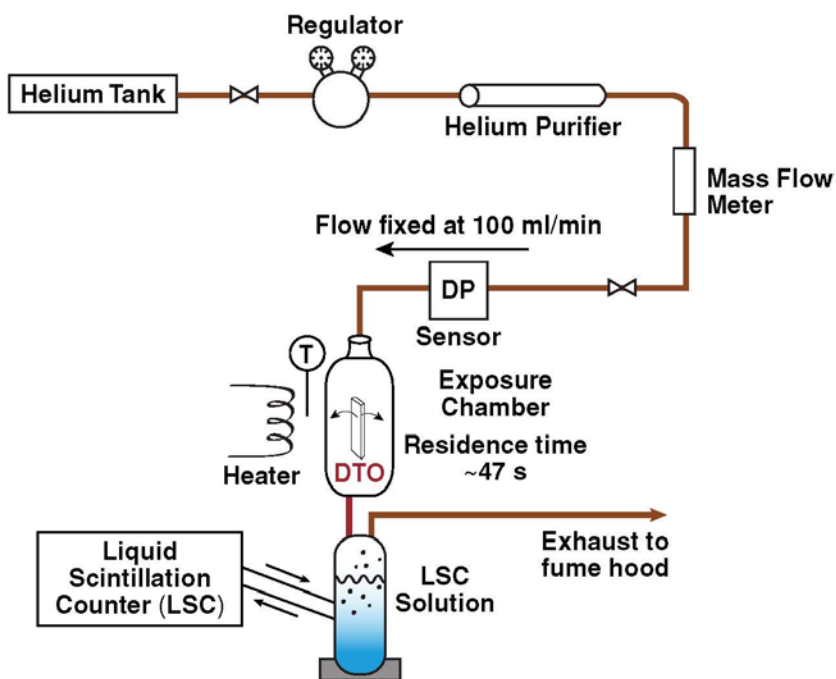 Regulator
Helium Tank
Helium Purifier
Mass Flow
Meter
Flow fixed at 100 ml/min
DP
Sensor
T
Exposure
Chamber
Residence time
~47 s
Heater
DTO
Liquid
Scintillation
Counter (LSC)
LSC
Solution
Exhaust to
fume hood